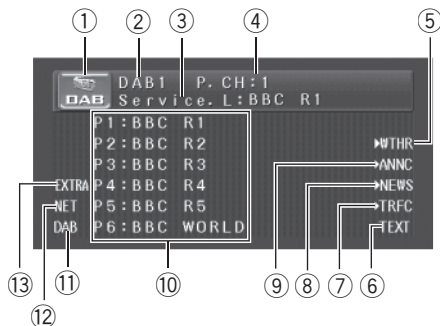 ① ② ③ ④ ⑤
DAB
DAB1 P.CH:1
Service.L:BBC R1
P1:BBC R1
P2:BBC R2 WTHR
P3:BBC R3 ANNC
EXTRA P4:BBC R4 NEWS
NET P5:BBC R5 TRFC
DAB P6:BBC WORLD TEXT
⑬ ⑫ ⑪ ⑩ ⑨ ⑧ ⑦ ⑥